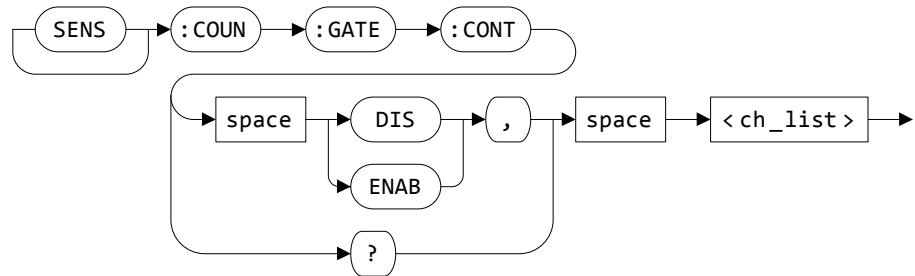 SENS :COUN :GATE :CONT
space DIS , space <ch_list>
ENAB
?